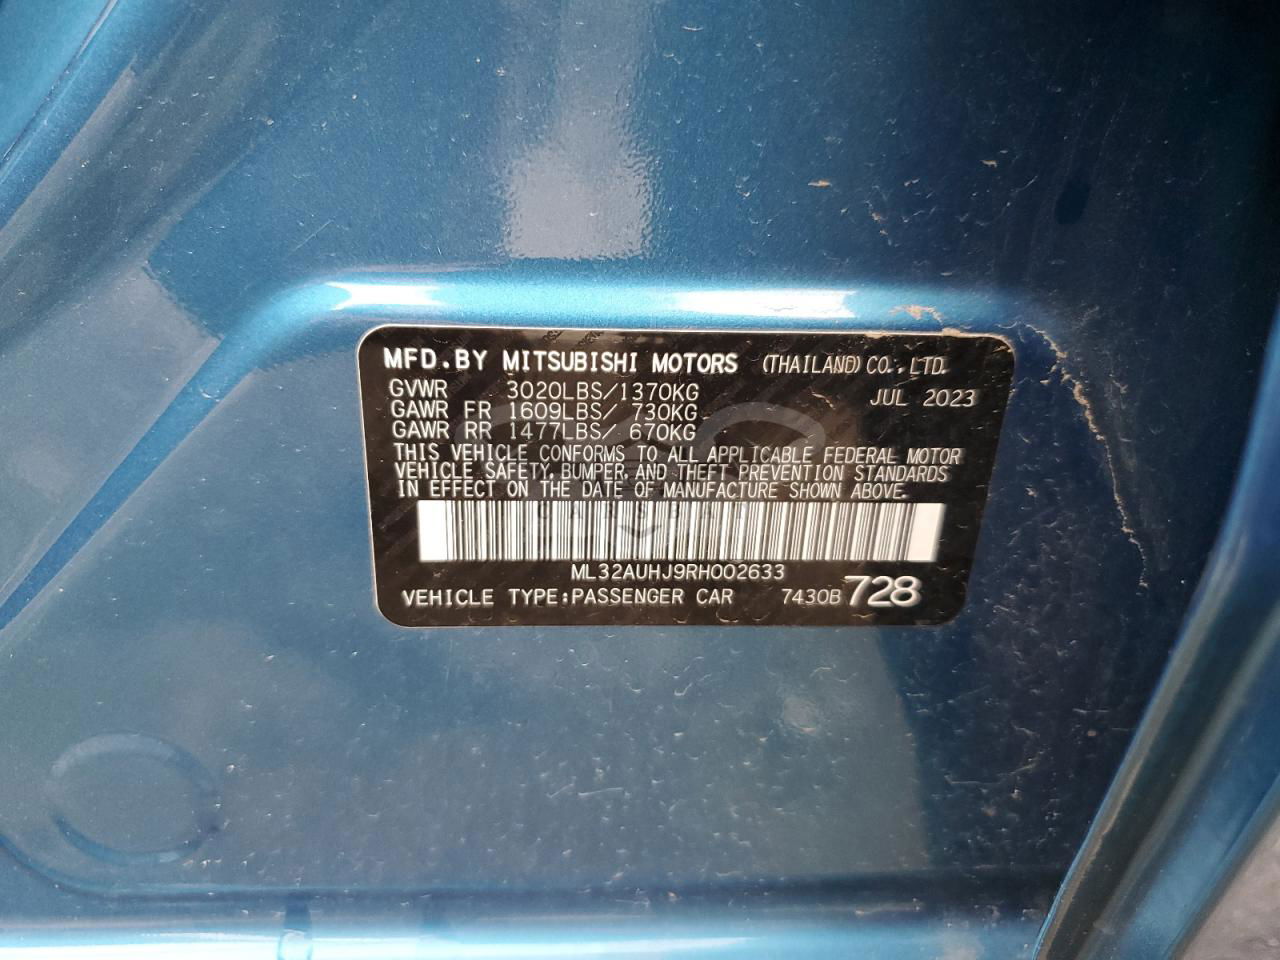 MFD.BY MITSUBISHI MOTORS (THAILAND) CO.,LTD.
GVWR 3020LBS/1370KG JUL 2023
GAWR FR 1609LBS/ 730KG
GAWR RR 1477LBS/ 670KG
THIS VEHICLE CONFORMS TO ALL APPLICABLE FEDERAL MOTOR
VEHICLE SAFETY, BUMPER, AND THEFT PREVENTION STANDARDS
IN EFFECT ON THE DATE OF MANUFACTURE SHOWN ABOVE.
ML32AUHJ9RH002633
VEHICLE TYPE:PASSENGER CAR 7430B 728